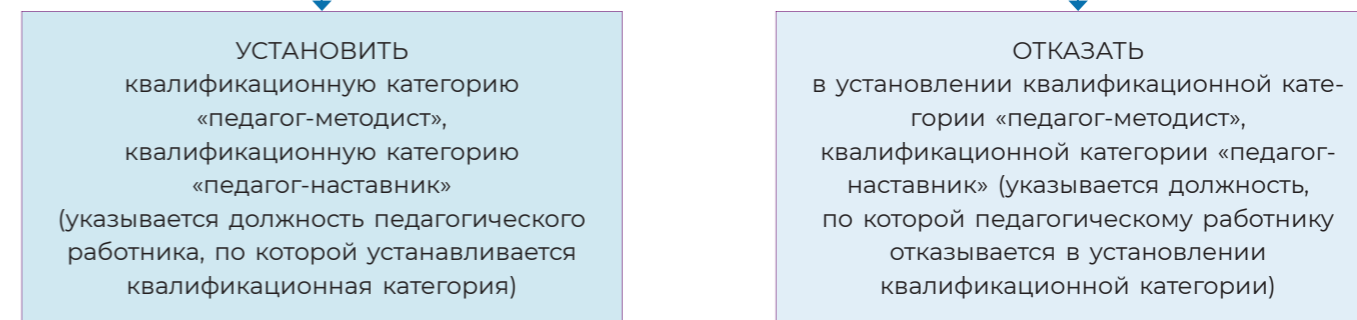 УСТАНОВИТЬ
квалификационную категорию
«педагог-методист»,
квалификационную категорию
«педагог-наставник»
(указывается должность педагогического
работника, по которой устанавливается
квалификационная категория)
ОТКАЗАТЬ
в установлении квалификационной кате-
гории «педагог-методист»,
квалификационной категории «педагог-
наставник» (указывается должность,
по которой педагогическому работнику
отказывается в установлении
квалификационной категории)